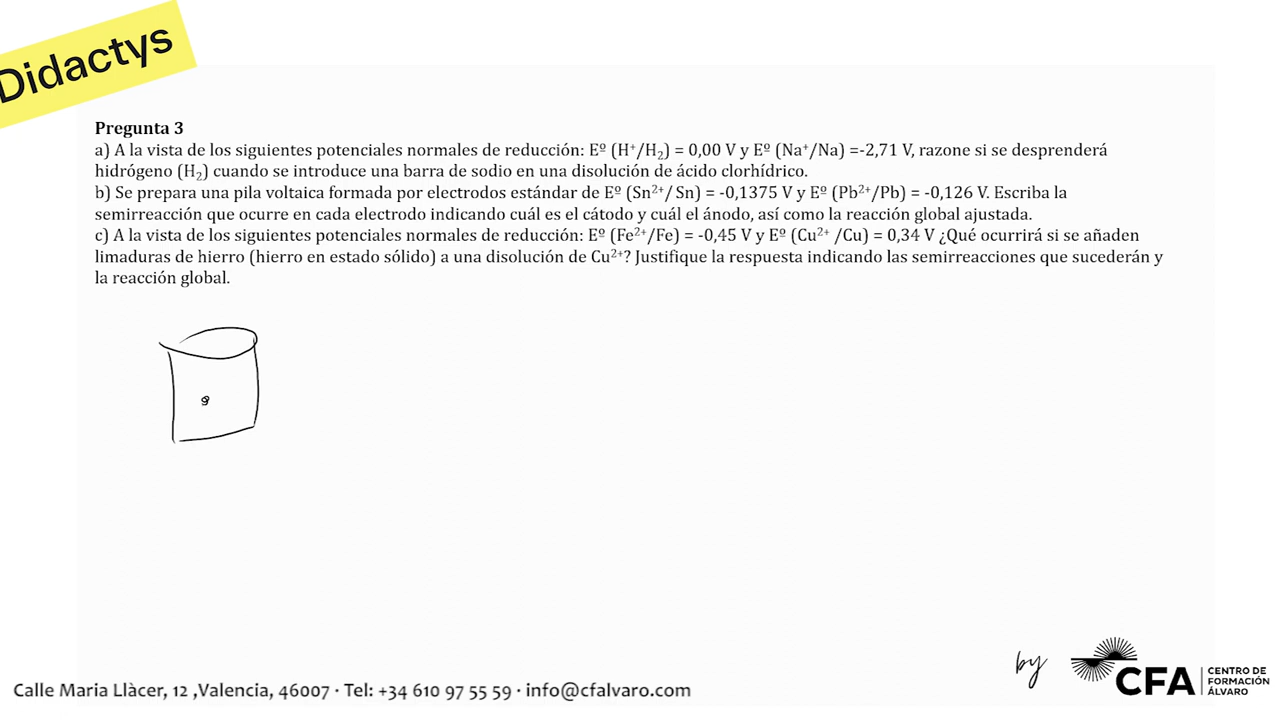 Didactys
Pregunta 3
a) A la vista de los siguientes potenciales normales de reducción: Eº (H⁺/H₂) = 0,00 V y Eº (Na⁺/Na) =-2,71 V, razone si se desprenderá
hidrógeno (H₂) cuando se introduce una barra de sodio en una disolución de ácido clorhídrico.
b) Se prepara una pila voltaica formada por electrodos estándar de Eº (Sn²⁺/ Sn) = -0,1375 V y Eº (Pb²⁺/Pb) = -0,126 V. Escriba la
semirreacción que ocurre en cada electrodo indicando cuál es el cátodo y cuál el ánodo, así como la reacción global ajustada.
c) A la vista de los siguientes potenciales normales de reducción: Eº (Fe²⁺/Fe) = -0,45 V y Eº (Cu²⁺ /Cu) = 0,34 V ¿Qué ocurrirá si se añaden
limaduras de hierro (hierro en estado sólido) a una disolución de Cu²⁺? Justifique la respuesta indicando las semirreacciones que sucederán y
la reacción global.
by
CFA
CENTRO DE
FORMACIÓN
ÁLVARO
Calle Maria Llàcer, 12 ,Valencia, 46007 · Tel: +34 610 97 55 59 · info@cfalvaro.com